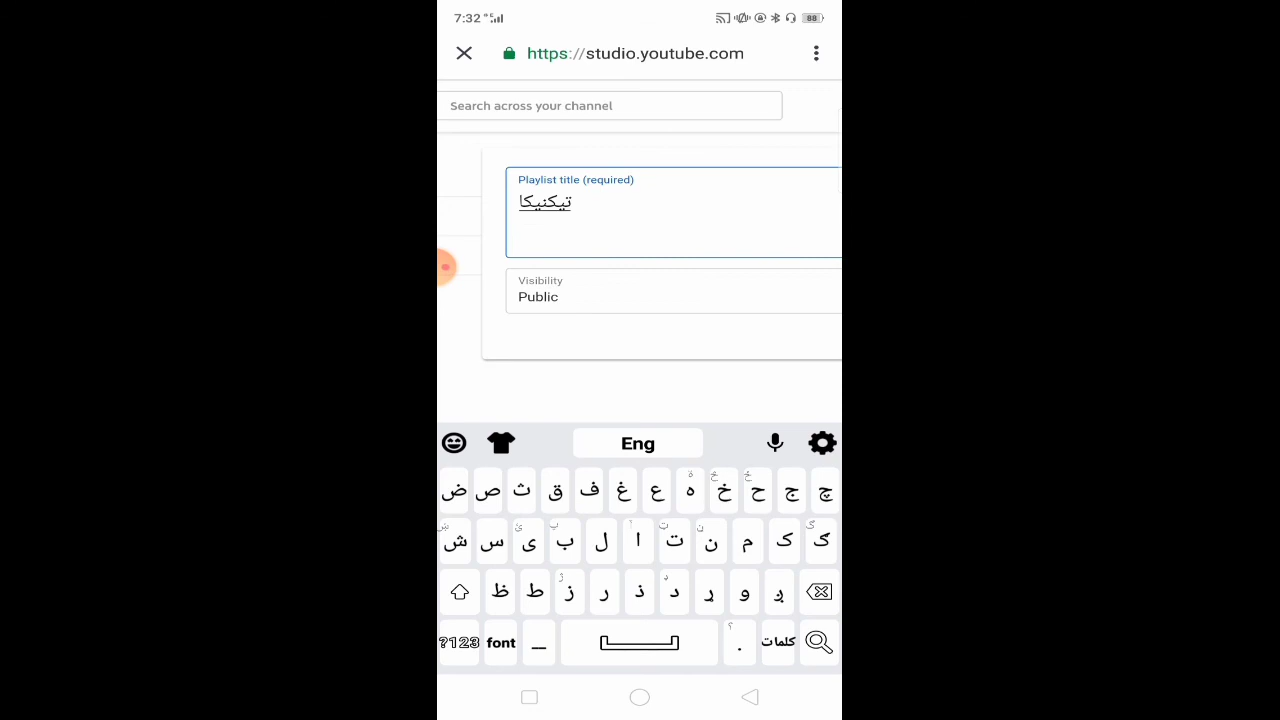 7:32
88
https://studio.youtube.com
Search across your channel
Playlist title (required)
تیکنیکا
Visibility
Public
Eng
ض ص ث ق ف غ ع ه خ ح ج چ
ش س ی ب ل ا ت ن م ک ګ
ظ ط ز ر ذ د ړ و ږ
?123 font _ . کلمات